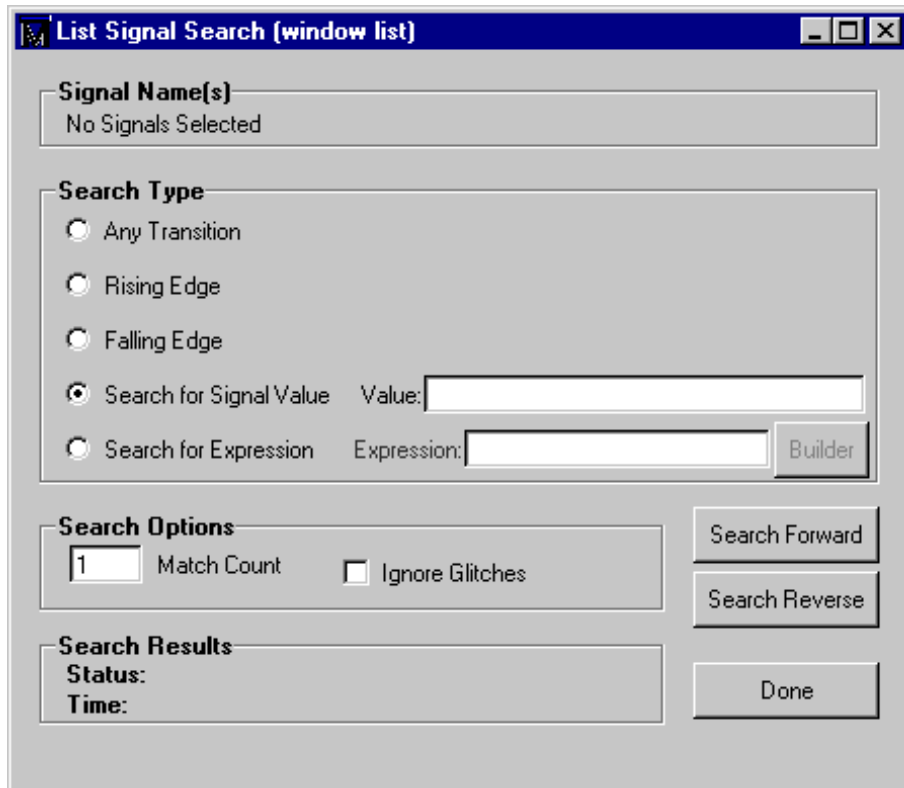 List Signal Search (window list)
Signal Name(s)
No Signals Selected
Search Type
Any Transition
Rising Edge
Falling Edge
Search for Signal Value Value:
Search for Expression Expression: Builder
Search Options
1 Match Count Ignore Glitches
Search Forward
Search Reverse
Search Results
Status:
Time:
Done